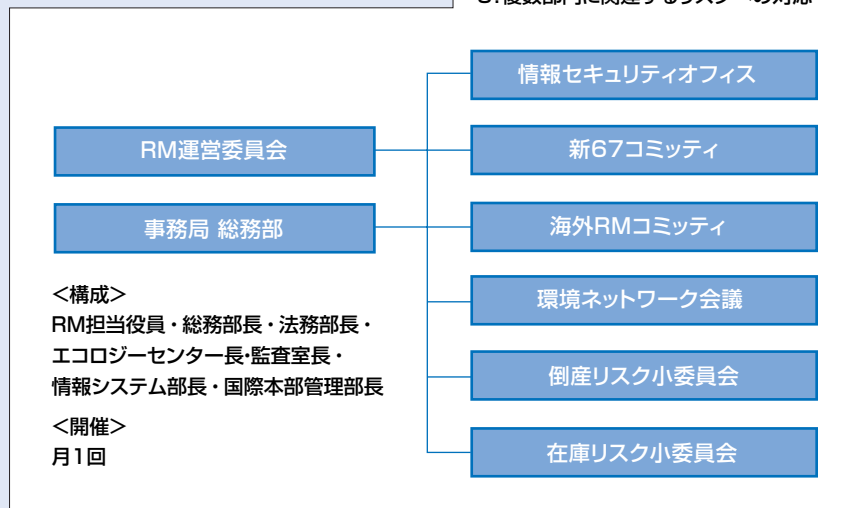 情報セキュリティオフィス
RM運営委員会
新67コミッティ
事務局 総務部
海外RMコミッティ
<構成>
RM担当役員・総務部長・法務部長・
エコロジーセンター長・監査室長・
情報システム部長・国際本部管理部長
<開催>
月1回
環境ネットワーク会議
倒産リスク小委員会
在庫リスク小委員会